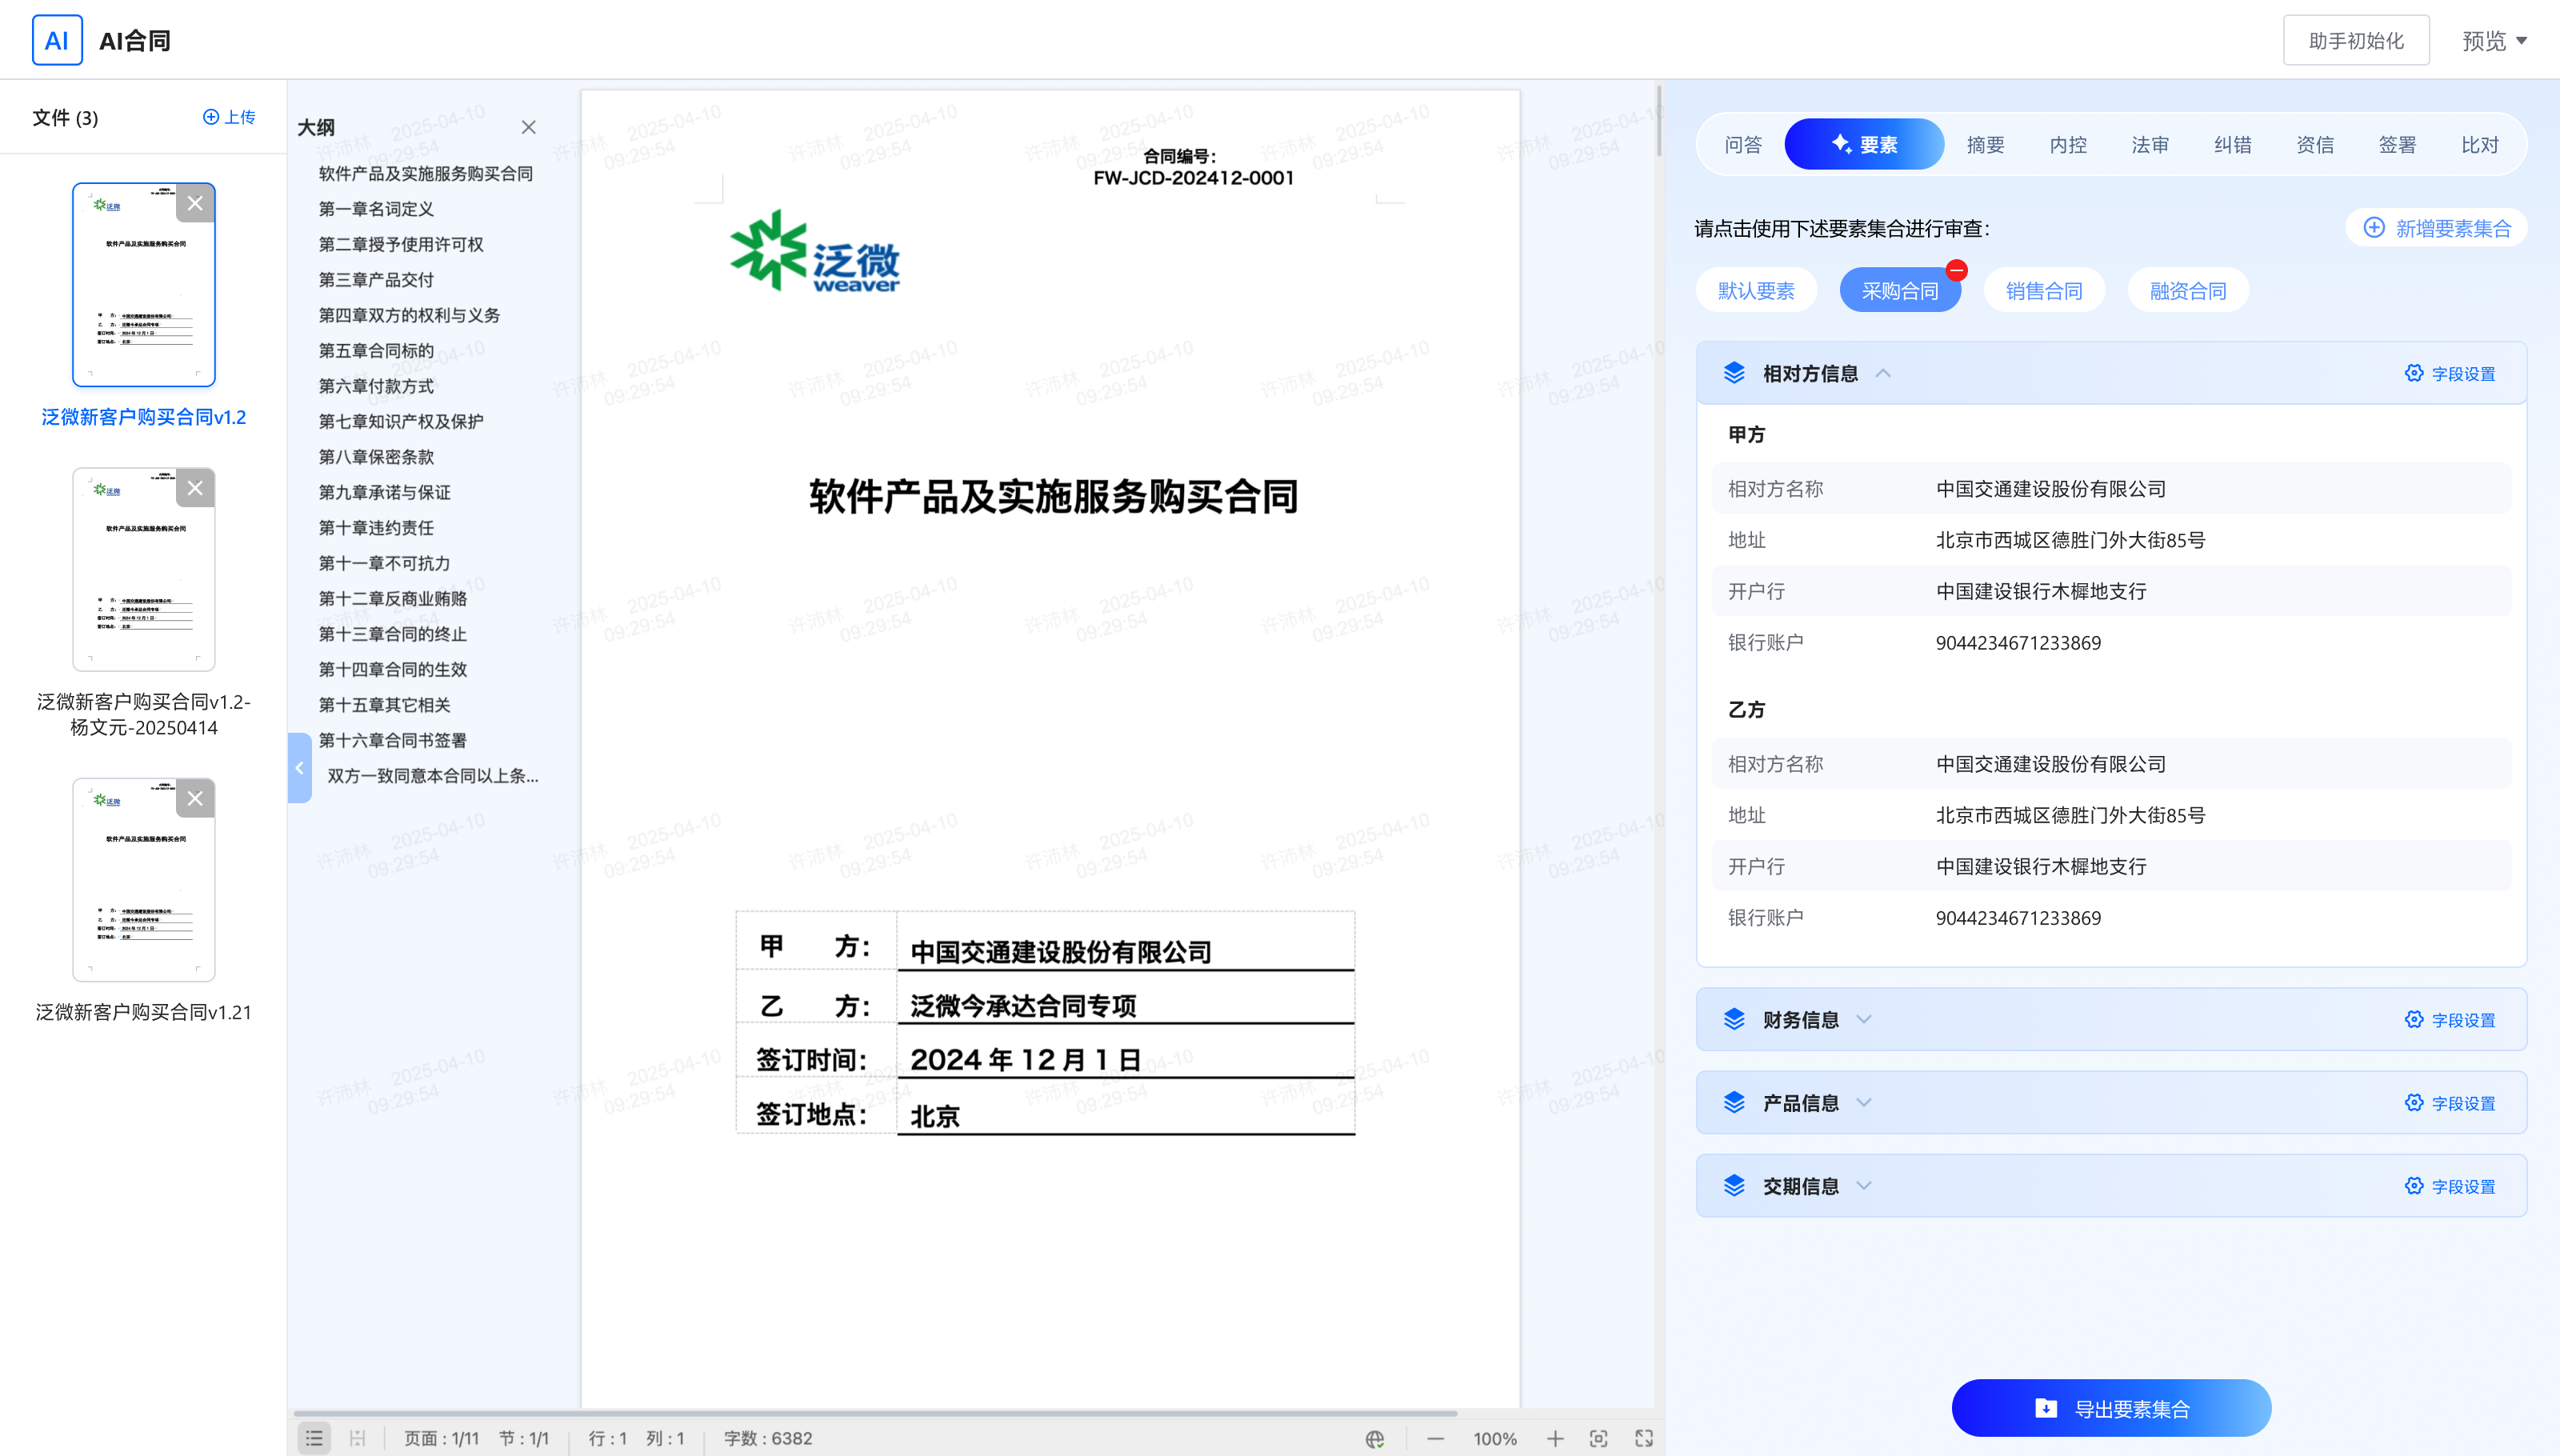 AI AI合同
助手初始化
预览
文件 (3)
上传
泛微新客户购买合同v1.2
泛微新客户购买合同v1.2-
杨文元-20250414
泛微新客户购买合同v1.21
大纲
软件产品及实施服务购买合同
第一章名词定义
第二章授予使用许可权
第三章产品交付
第四章双方的权利与义务
第五章合同标的
第六章付款方式
第七章知识产权及保护
第八章保密条款
第九章承诺与保证
第十章违约责任
第十一章不可抗力
第十二章反商业贿赂
第十三章合同的终止
第十四章合同的生效
第十五章其它相关
第十六章合同书签署
双方一致同意本合同以上条...
合同编号：
FW-JCD-202412-0001
泛微
weaver
软件产品及实施服务购买合同
甲 方： 中国交通建设股份有限公司
乙 方： 泛微今承达合同专项
签订时间： 2024 年 12 月 1 日
签订地点： 北京
许沛林 2025-04-10
09:29:54
页面：1/11 节：1/1 行：1 列：1 字数：6382 100%
问答 要素 摘要 内控 法审 纠错 资信 签署 比对
请点击使用下述要素集合进行审查：
新增要素集合
默认要素 采购合同 销售合同 融资合同
相对方信息 字段设置
甲方
相对方名称 中国交通建设股份有限公司
地址 北京市西城区德胜门外大街85号
开户行 中国建设银行木樨地支行
银行账户 9044234671233869
乙方
相对方名称 中国交通建设股份有限公司
地址 北京市西城区德胜门外大街85号
开户行 中国建设银行木樨地支行
银行账户 9044234671233869
财务信息 字段设置
产品信息 字段设置
交期信息 字段设置
导出要素集合